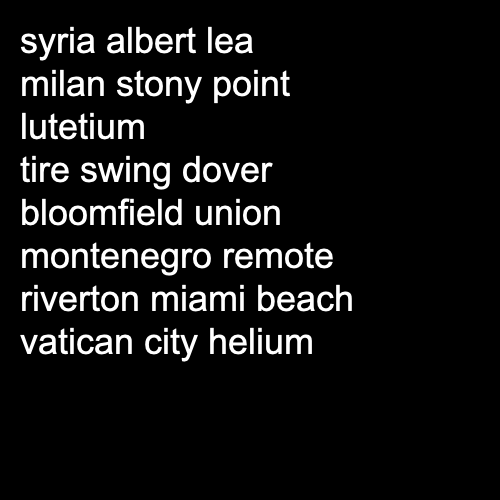 syria albert lea
milan stony point
lutetium
tire swing dover
bloomfield union
montenegro remote
riverton miami beach
vatican city helium